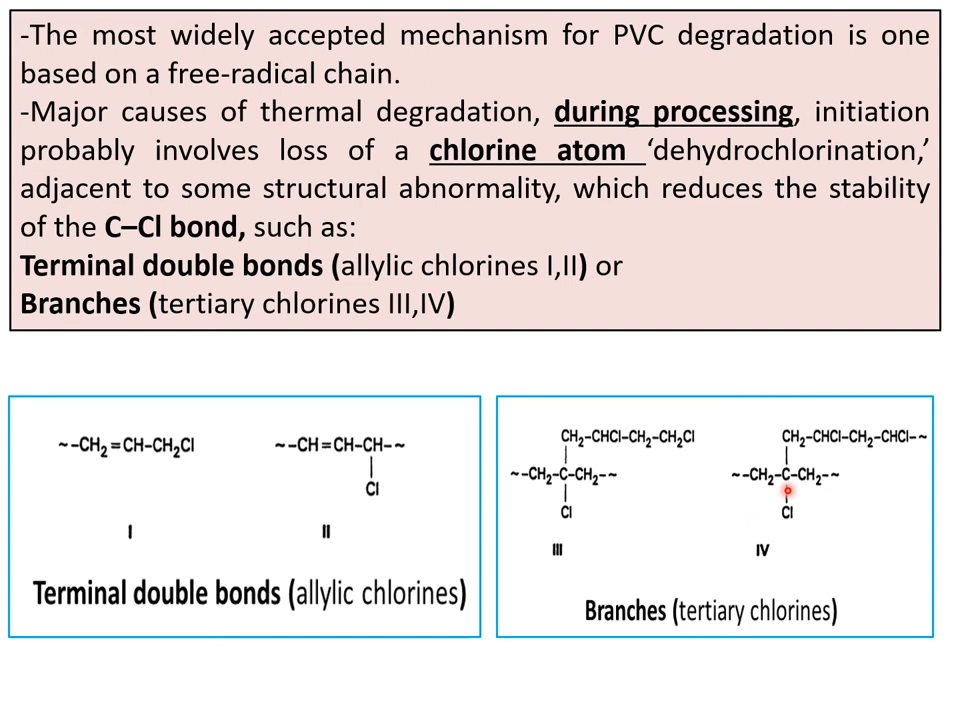 -The most widely accepted mechanism for PVC degradation is one
based on a free-radical chain.
-Major causes of thermal degradation, during processing, initiation
probably involves loss of a chlorine atom ‘dehydrochlorination,’
adjacent to some structural abnormality, which reduces the stability
of the C–Cl bond, such as:
Terminal double bonds (allylic chlorines I,II) or
Branches (tertiary chlorines III,IV)
~-CH₂=CH-CH₂Cl
I
~-CH=CH-CH-~
Cl
II
Terminal double bonds (allylic chlorines)
CH₂-CHCl-CH₂-CH₂Cl
~-CH₂-C-CH₂-~
Cl
III
CH₂-CHCl-CH₂-CHCl-~
~-CH₂-C-CH₂-~
Cl
IV
Branches (tertiary chlorines)